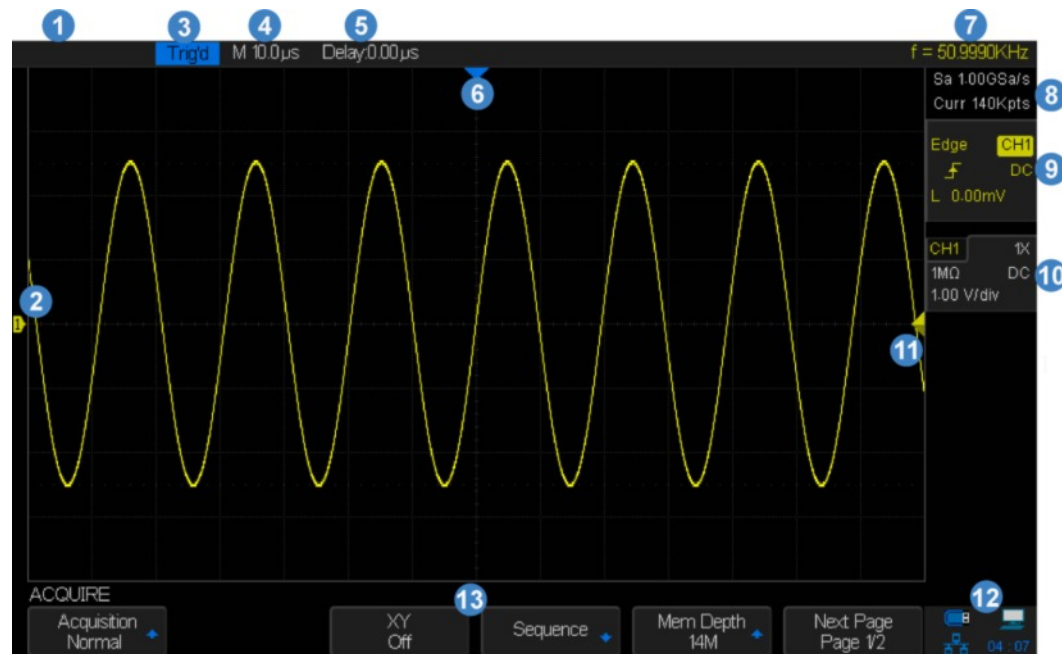 1
3
4
5
7
Trig'd M 10.0μs Delay:0.00μs f = 50.9990KHz
6
Sa 1.00GSa/s
Curr 140Kpts
8
Edge CH1
DC
9
L 0.00mV
CH1 1X
1MΩ DC
10
1.00 V/div
2
1
11
ACQUIRE
13
12
Acquisition
Normal
XY
Off
Sequence
Mem Depth
14M
Next Page
Page 1/2
04 : 07